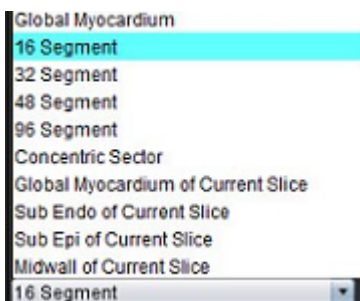 Global Myocardium
16 Segment
32 Segment
48 Segment
96 Segment
Concentric Sector
Global Myocardium of Current Slice
Sub Endo of Current Slice
Sub Epi of Current Slice
Midwall of Current Slice
16 Segment